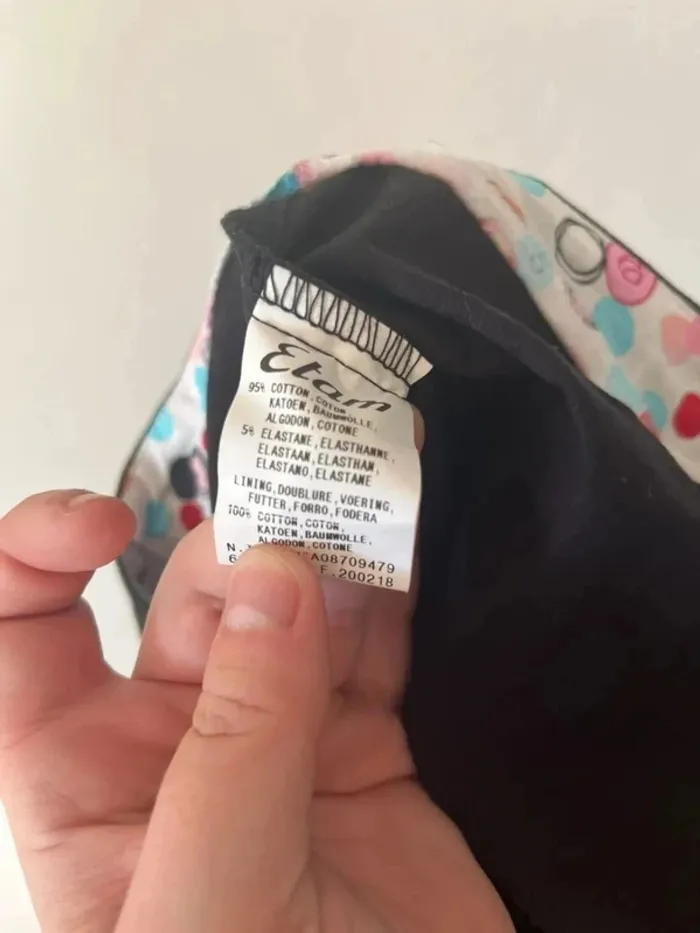 Etam
95% COTTON,COTON
KATOEN,BAUMWOLLE,
ALGODON,COTONE
5% ELASTANE,ELASTHANNE,
ELASTAAN,ELASTHAN,
ELASTANO,ELASTANE
LINING,DOUBLURE,VOERING,
FUTTER,FORRO,FODERA
100% COTTON,COTON,
KATOEN,BAUMWOLLE,
ALGODON,COTONE
N. A08709479
F.200218